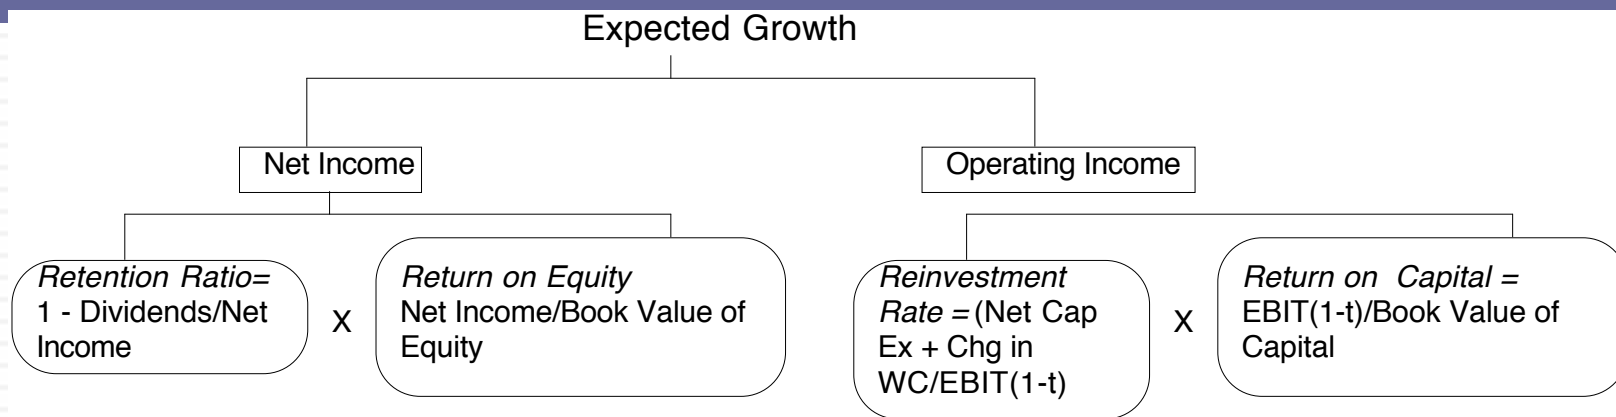 Expected Growth
Net Income
Operating Income
Retention Ratio=
1 - Dividends/Net
Income
X
Return on Equity
Net Income/Book Value of
Equity
Reinvestment
Rate = (Net Cap
Ex + Chg in
WC/EBIT(1-t)
X
Return on Capital =
EBIT(1-t)/Book Value of
Capital